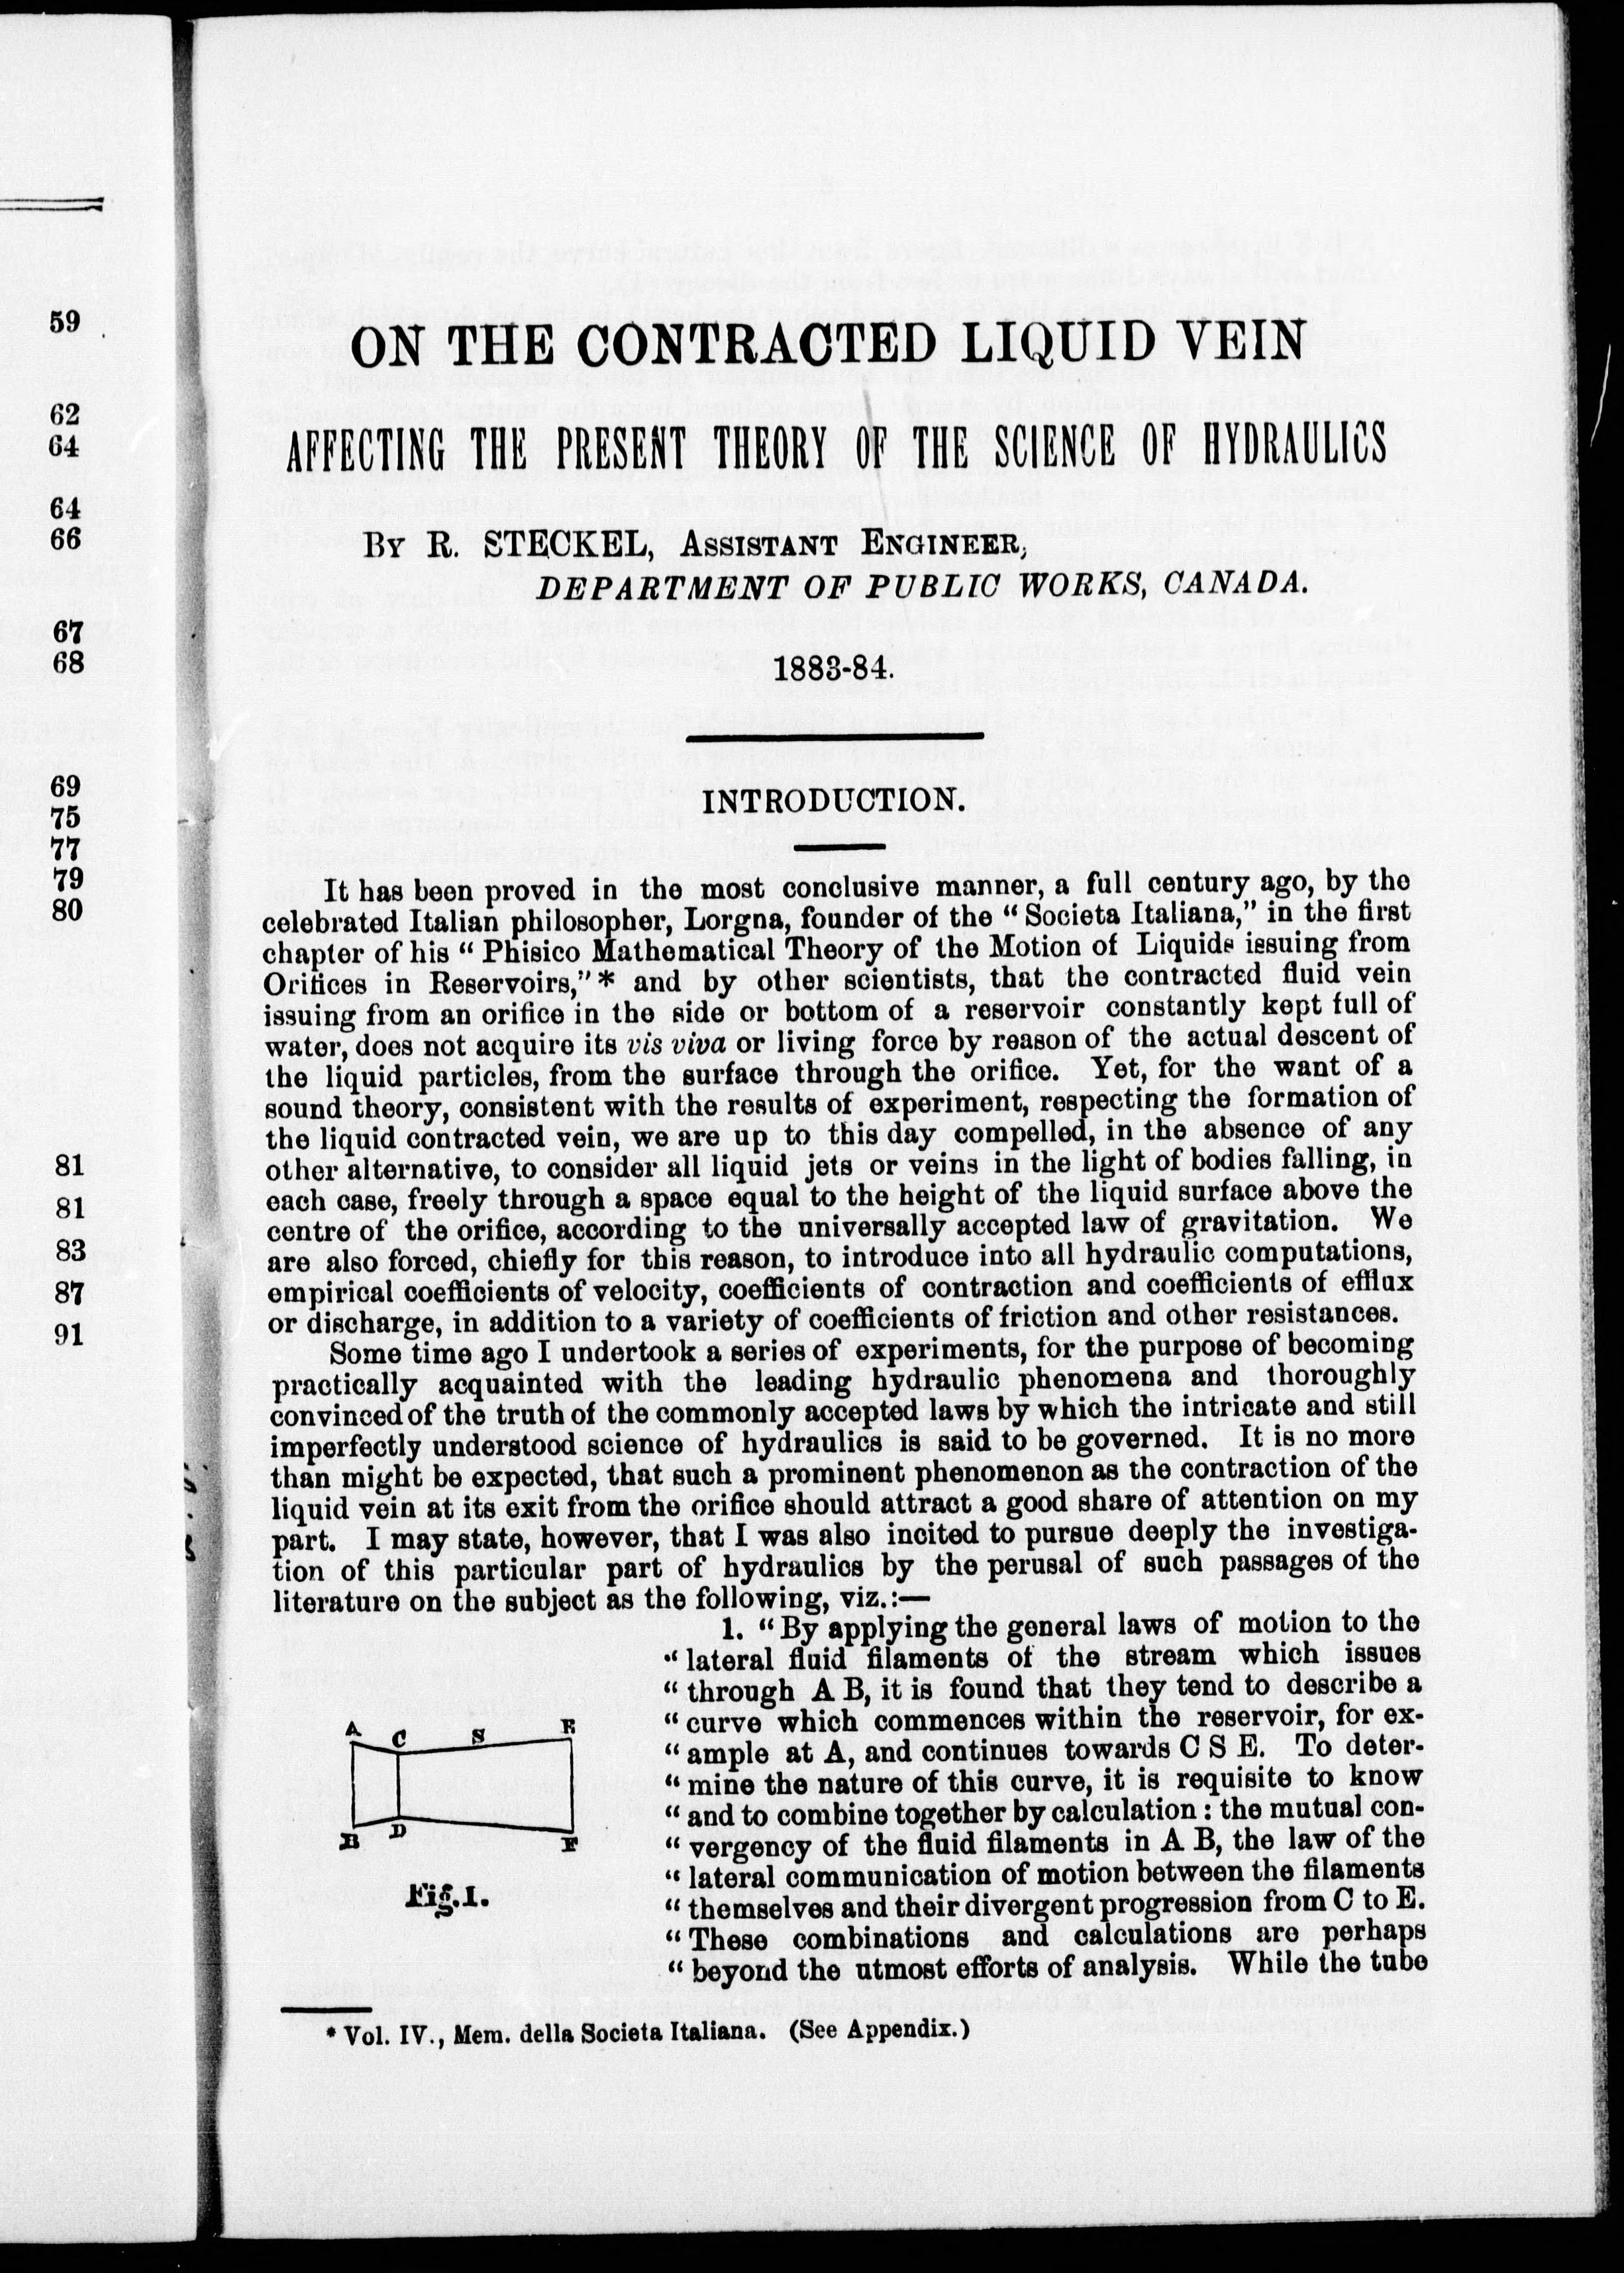 59
62
64
64
66
67
68
69
75
77
79
80
81
81
83
87
91
ON THE CONTRACTED LIQUID VEIN
AFFECTING THE PRESENT THEORY OF THE SCIENCE OF HYDRAULICS
BY R. STECKEL, ASSISTANT ENGINEER,
DEPARTMENT OF PUBLIC WORKS, CANADA.
1883-84.
INTRODUCTION.
It has been proved in the most conclusive manner, a full century ago, by the
celebrated Italian philosopher, Lorgna, founder of the “ Societa Italiana,” in the first
chapter of his “ Phisico Mathematical Theory of the Motion of Liquids issuing from
Orifices in Reservoirs,”* and by other scientists, that the contracted fluid vein
issuing from an orifice in the side or bottom of a reservoir constantly kept full of
water, does not acquire its vis viva or living force by reason of the actual descent of
the liquid particles, from the surface through the orifice. Yet, for the want of a
sound theory, consistent with the results of experiment, respecting the formation of
the liquid contracted vein, we are up to this day compelled, in the absence of any
other alternative, to consider all liquid jets or veins in the light of bodies falling, in
each case, freely through a space equal to the height of the liquid surface above the
centre of the orifice, according to the universally accepted law of gravitation. We
are also forced, chiefly for this reason, to introduce into all hydraulic computations,
empirical coefficients of velocity, coefficients of contraction and coefficients of efflux
or discharge, in addition to a variety of coefficients of friction and other resistances.
Some time ago I undertook a series of experiments, for the purpose of becoming
practically acquainted with the leading hydraulic phenomena and thoroughly
convinced of the truth of the commonly accepted laws by which the intricate and still
imperfectly understood science of hydraulics is said to be governed. It is no more
than might be expected, that such a prominent phenomenon as the contraction of the
liquid vein at its exit from the orifice should attract a good share of attention on my
part. I may state, however, that I was also incited to pursue deeply the investiga-
tion of this particular part of hydraulics by the perusal of such passages of the
literature on the subject as the following, viz.:—
1. “ By applying the general laws of motion to the
“ lateral fluid filaments of the stream which issues
“ through A B, it is found that they tend to describe a
“ curve which commences within the reservoir, for ex-
“ ample at A, and continues towards C S E. To deter-
“ mine the nature of this curve, it is requisite to know
“ and to combine together by calculation : the mutual con-
“ vergency of the fluid filaments in A B, the law of the
“ lateral communication of motion between the filaments
“ themselves and their divergent progression from C to E.
“ These combinations and calculations are perhaps
“ beyond the utmost efforts of analysis. While the tube
A C S E
B D F
Fig.1.
* Vol. IV., Mem. della Societa Italiana. (See Appendix.)